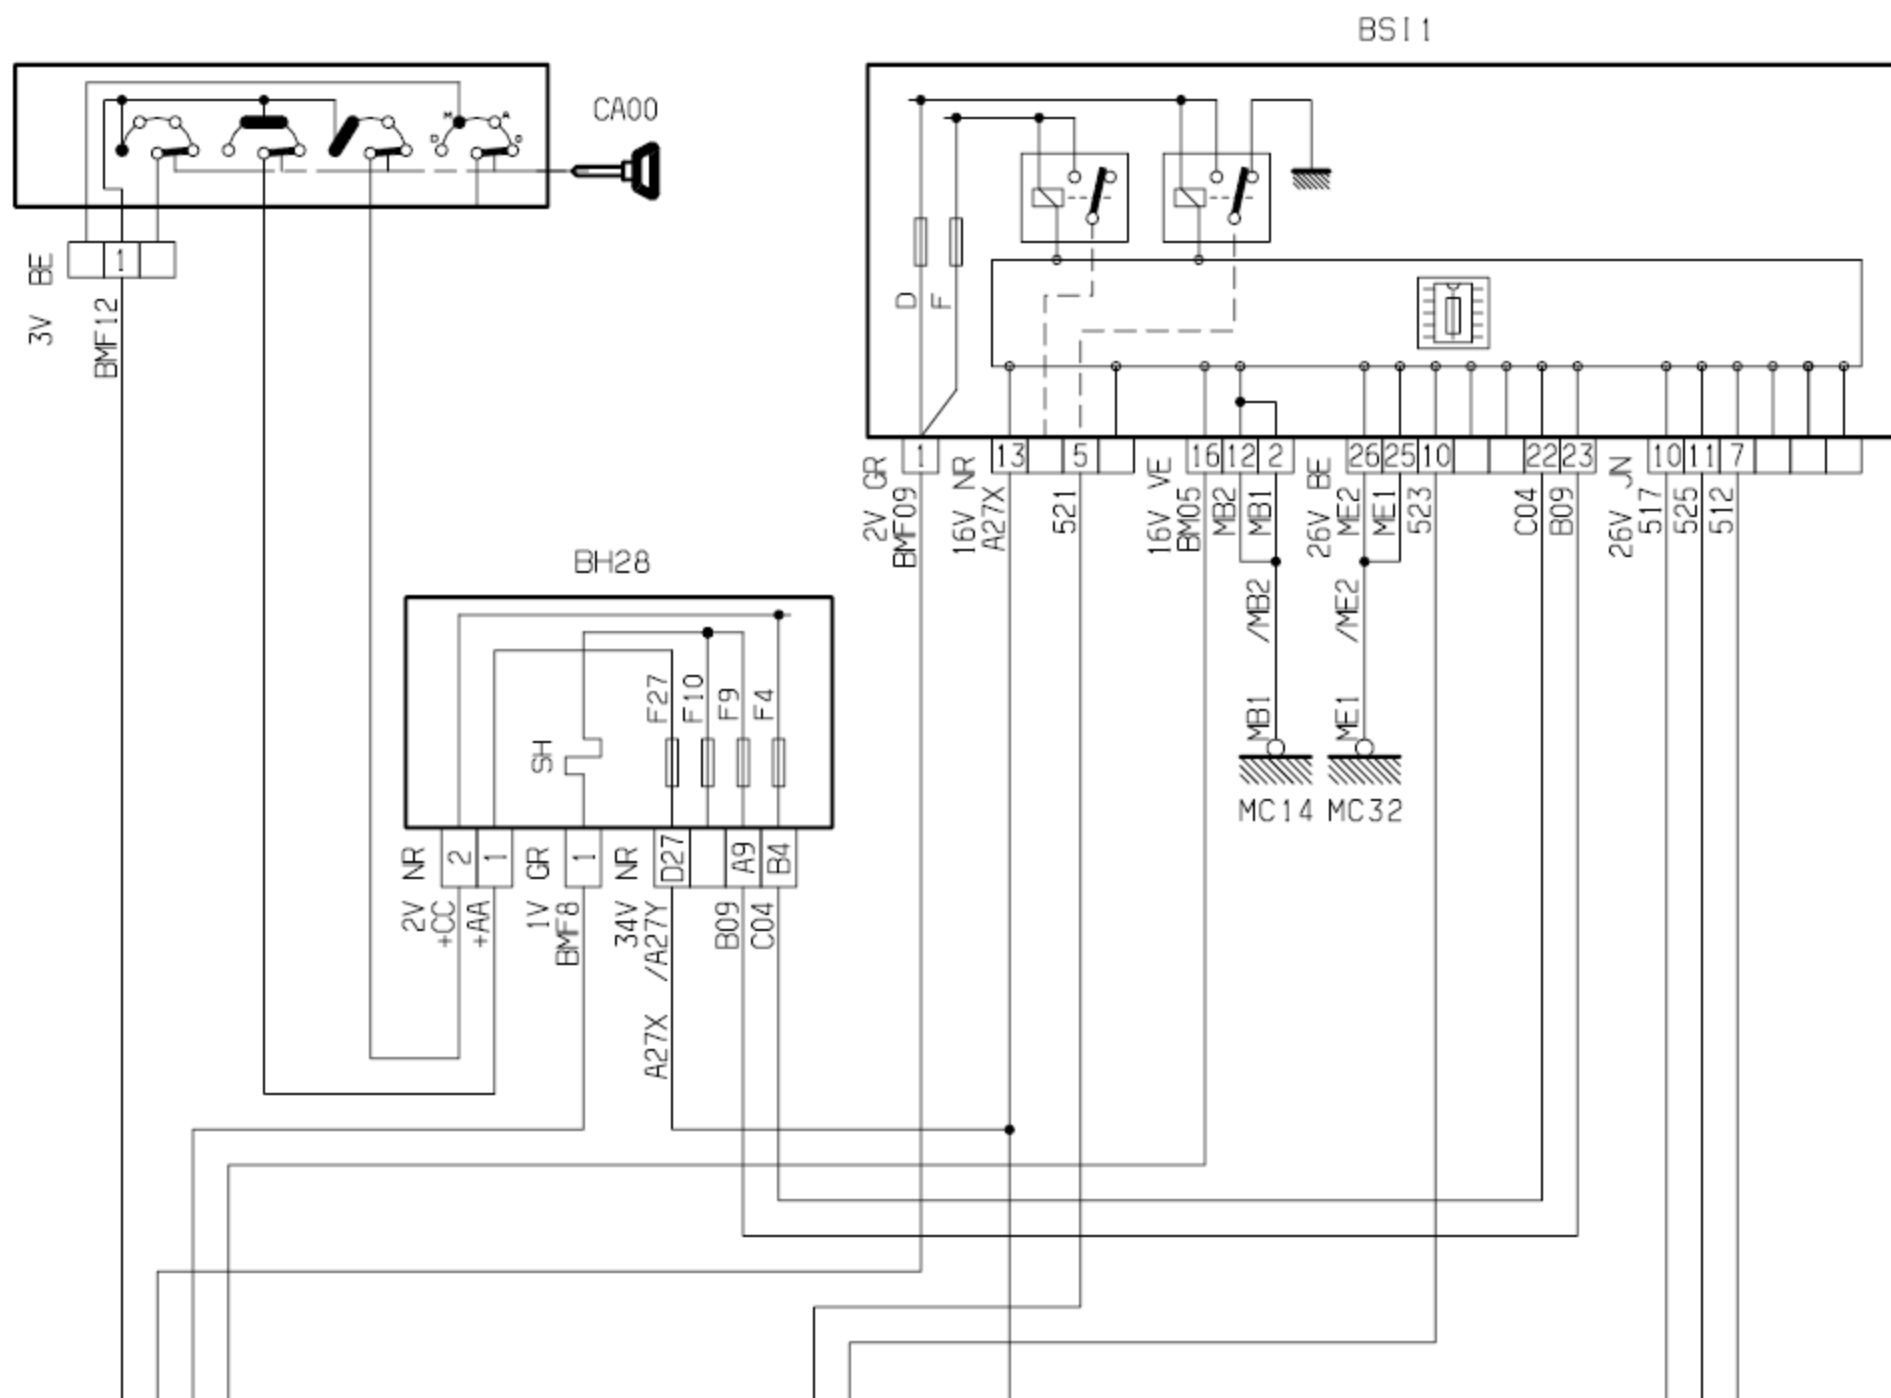 BSI1
CA00
M A
D D
1
3V BE
BMF12
D F
1 13 5 16 12 2 26 25 10 22 23 10 11 7
2V GR
BMF09
16V NR
A27X
521
16V VE
BM05
MB2
MB1
26V BE
ME2
ME1
523
C04
B09
26V JN
517
525
512
/MB2
/ME2
MB1
ME1
MC14 MC32
BH28
SH
F27
F10
F9
F4
2 1 1 D27 A9 B4
2V NR
+CC
+AA
1V GR
BMF8
34V NR
A27X /A27Y
B09
C04